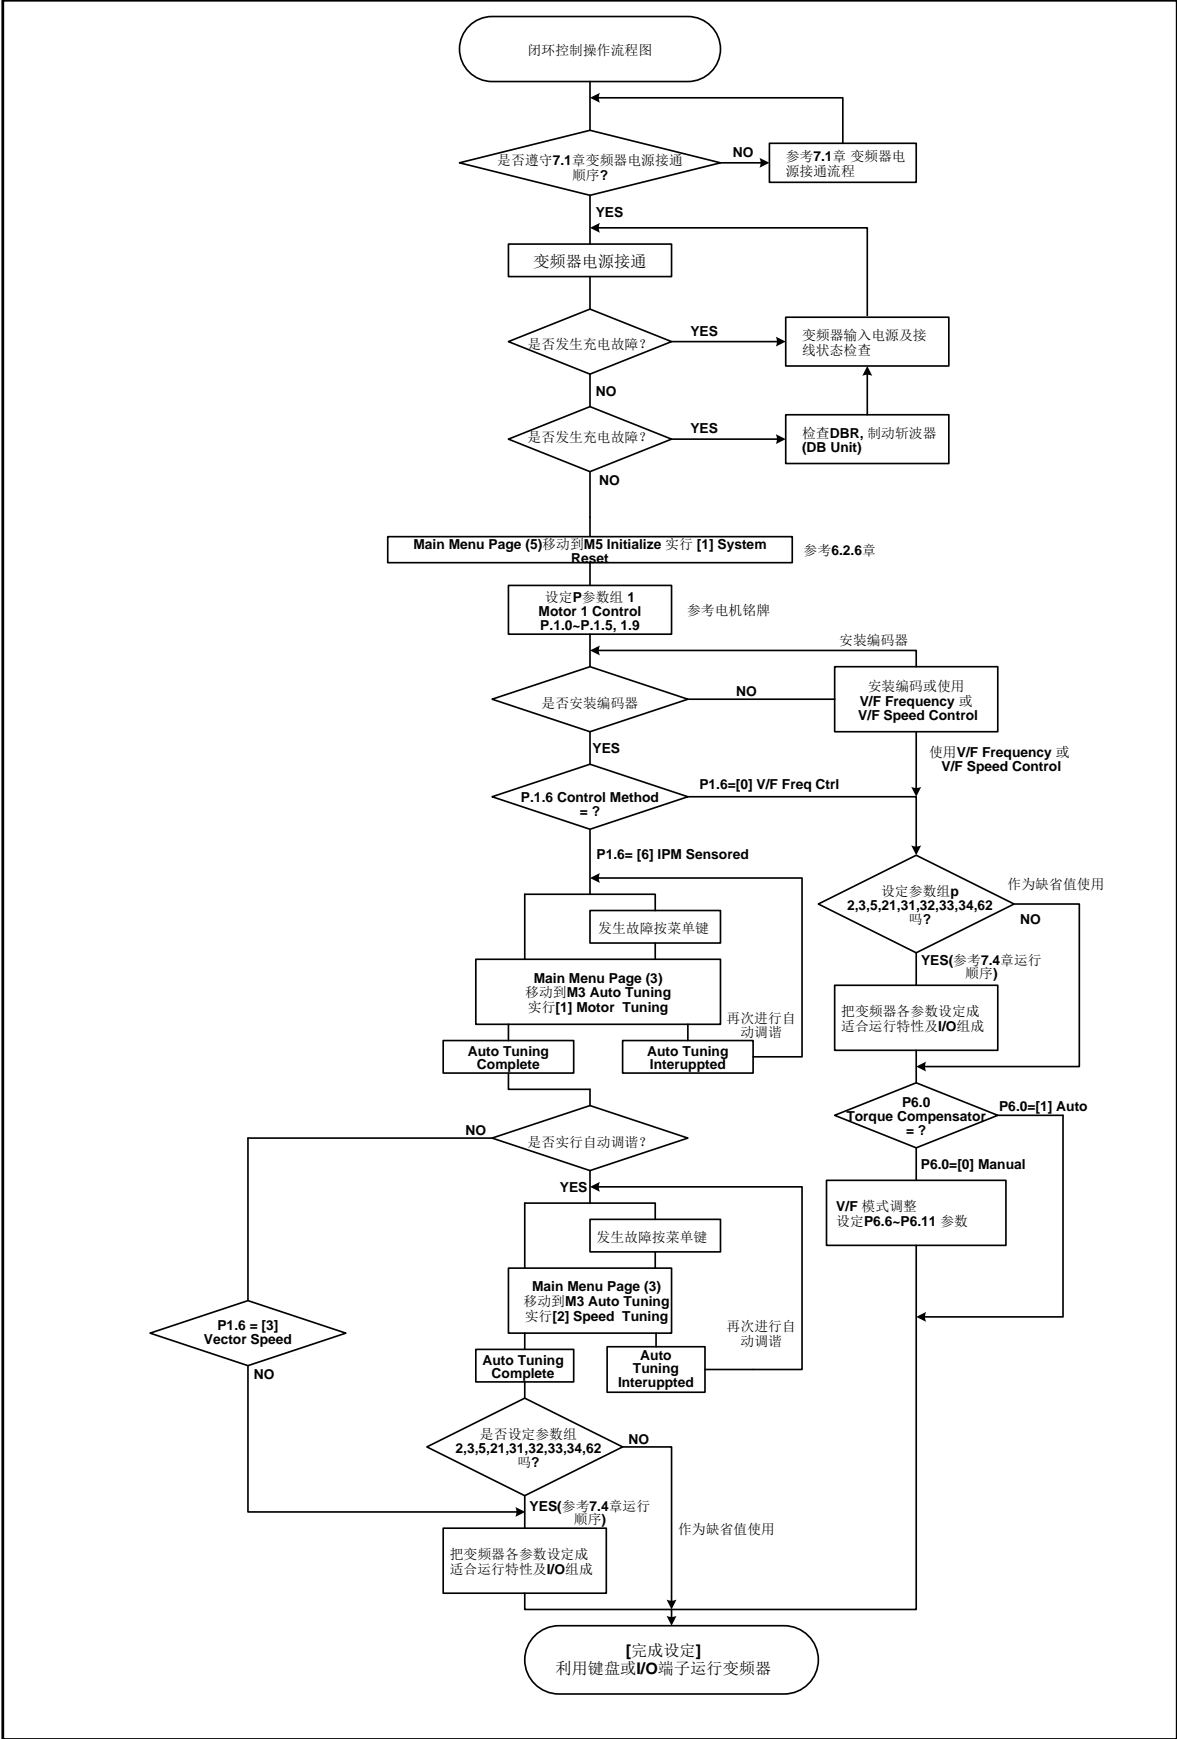 闭环控制操作流程图
是否遵守7.1章变频器电源接通
顺序?
NO
参考7.1章 变频器电
源接通流程
YES
变频器电源接通
是否发生充电故障?
YES
变频器输入电源及接
线状态检查
NO
是否发生充电故障?
YES
检查DBR, 制动斩波器
(DB Unit)
NO
Main Menu Page (5)移动到M5 Initialize 实行 [1] System
Reset
参考6.2.6章
设定P参数组 1
Motor 1 Control
P.1.0~P.1.5, 1.9
参考电机铭牌
安装编码器
是否安装编码器
NO
安装编码或使用
V/F Frequency 或
V/F Speed Control
YES
使用V/F Frequency 或
V/F Speed Control
P.1.6 Control Method
= ?
P1.6=[0] V/F Freq Ctrl
P1.6= [6] IPM Sensored
发生故障按菜单键
Main Menu Page (3)
移动到M3 Auto Tuning
实行[1] Motor Tuning
再次进行自
动调谐
Auto Tuning
Complete
Auto Tuning
Interuppted
设定参数组p
2,3,5,21,31,32,33,34,62
吗?
作为缺省值使用
NO
YES(参考7.4章运行
顺序)
把变频器各参数设定成
适合运行特性及I/O组成
P6.0
Torque Compensator
= ?
P6.0=[1] Auto
P6.0=[0] Manual
V/F 模式调整
设定P6.6~P6.11 参数
是否实行自动调谐?
NO
YES
发生故障按菜单键
Main Menu Page (3)
移动到M3 Auto Tuning
实行[2] Speed Tuning
再次进行自
动调谐
Auto Tuning
Complete
Auto
Tuning
Interuppted
P1.6 = [3]
Vector Speed
NO
是否设定参数组
2,3,5,21,31,32,33,34,62
吗?
NO
YES(参考7.4章运行
顺序)
作为缺省值使用
把变频器各参数设定成
适合运行特性及I/O组成
[完成设定]
利用键盘或I/O端子运行变频器